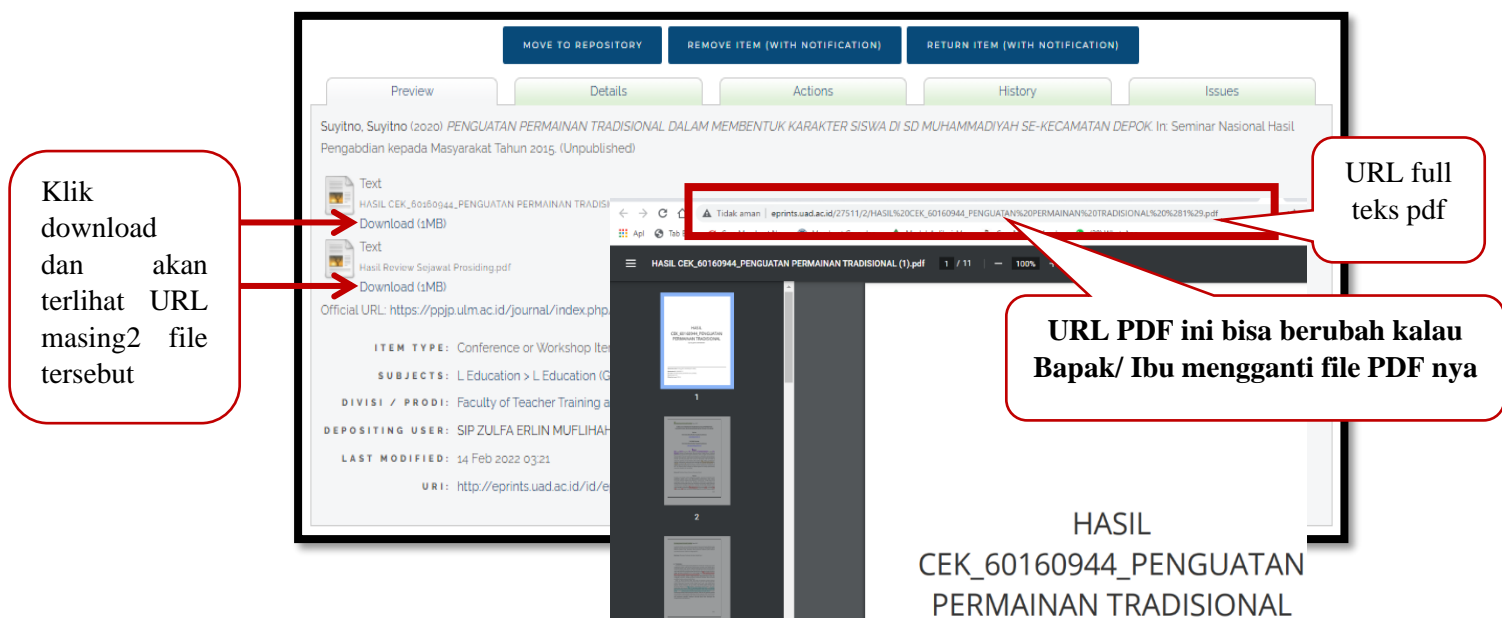 MOVE TO REPOSITORY
REMOVE ITEM (WITH NOTIFICATION)
RETURN ITEM (WITH NOTIFICATION)
Preview
Details
Actions
History
Issues
Suyitno, Suyitno (2020) PENGUATAN PERMAINAN TRADISIONAL DALAM MEMBENTUK KARAKTER SISWA DI SD MUHAMMADIYAH SE-KECAMATAN DEPOK. In: Seminar Nasional Hasil
Pengabdian kepada Masyarakat Tahun 2015. (Unpublished)
Text
HASIL CEK_60160944_PENGUATAN PERMAINAN
Download (1MB)
Text
Hasil Review Sejawat Prosiding.pdf
Download (1MB)
Official URL: https://ppjp.ulm.ac.id/journal/index.php
ITEM TYPE: Conference or Workshop
SUBJECTS: L Education > L Education
DIVISI / PRODI: Faculty of Teacher Training
DEPOSITING USER: SIP ZULFA ERLIN MUFLIHAH
LAST MODIFIED: 14 Feb 2022 03:21
URI: http://eprints.uad.ac.id/id/
Klik
download
dan akan
terlihat URL
masing2 file
tersebut
Tidak aman | eprints.uad.ac.id/27511/2/HASIL%20CEK_60160944_PENGUATAN%20PERMAINAN%20TRADISIONAL%20%281%29.pdf
Apl
HASIL CEK_60160944_PENGUATAN PERMAINAN TRADISIONAL (1).pdf
1 / 11
100%
HASIL
CEK_60160944_PENGUATAN
PERMAINAN TRADISIONAL
1
2
URL full
teks pdf
URL PDF ini bisa berubah kalau
Bapak/ Ibu mengganti file PDF nya
HASIL
CEK_60160944_PENGUATAN
PERMAINAN TRADISIONAL